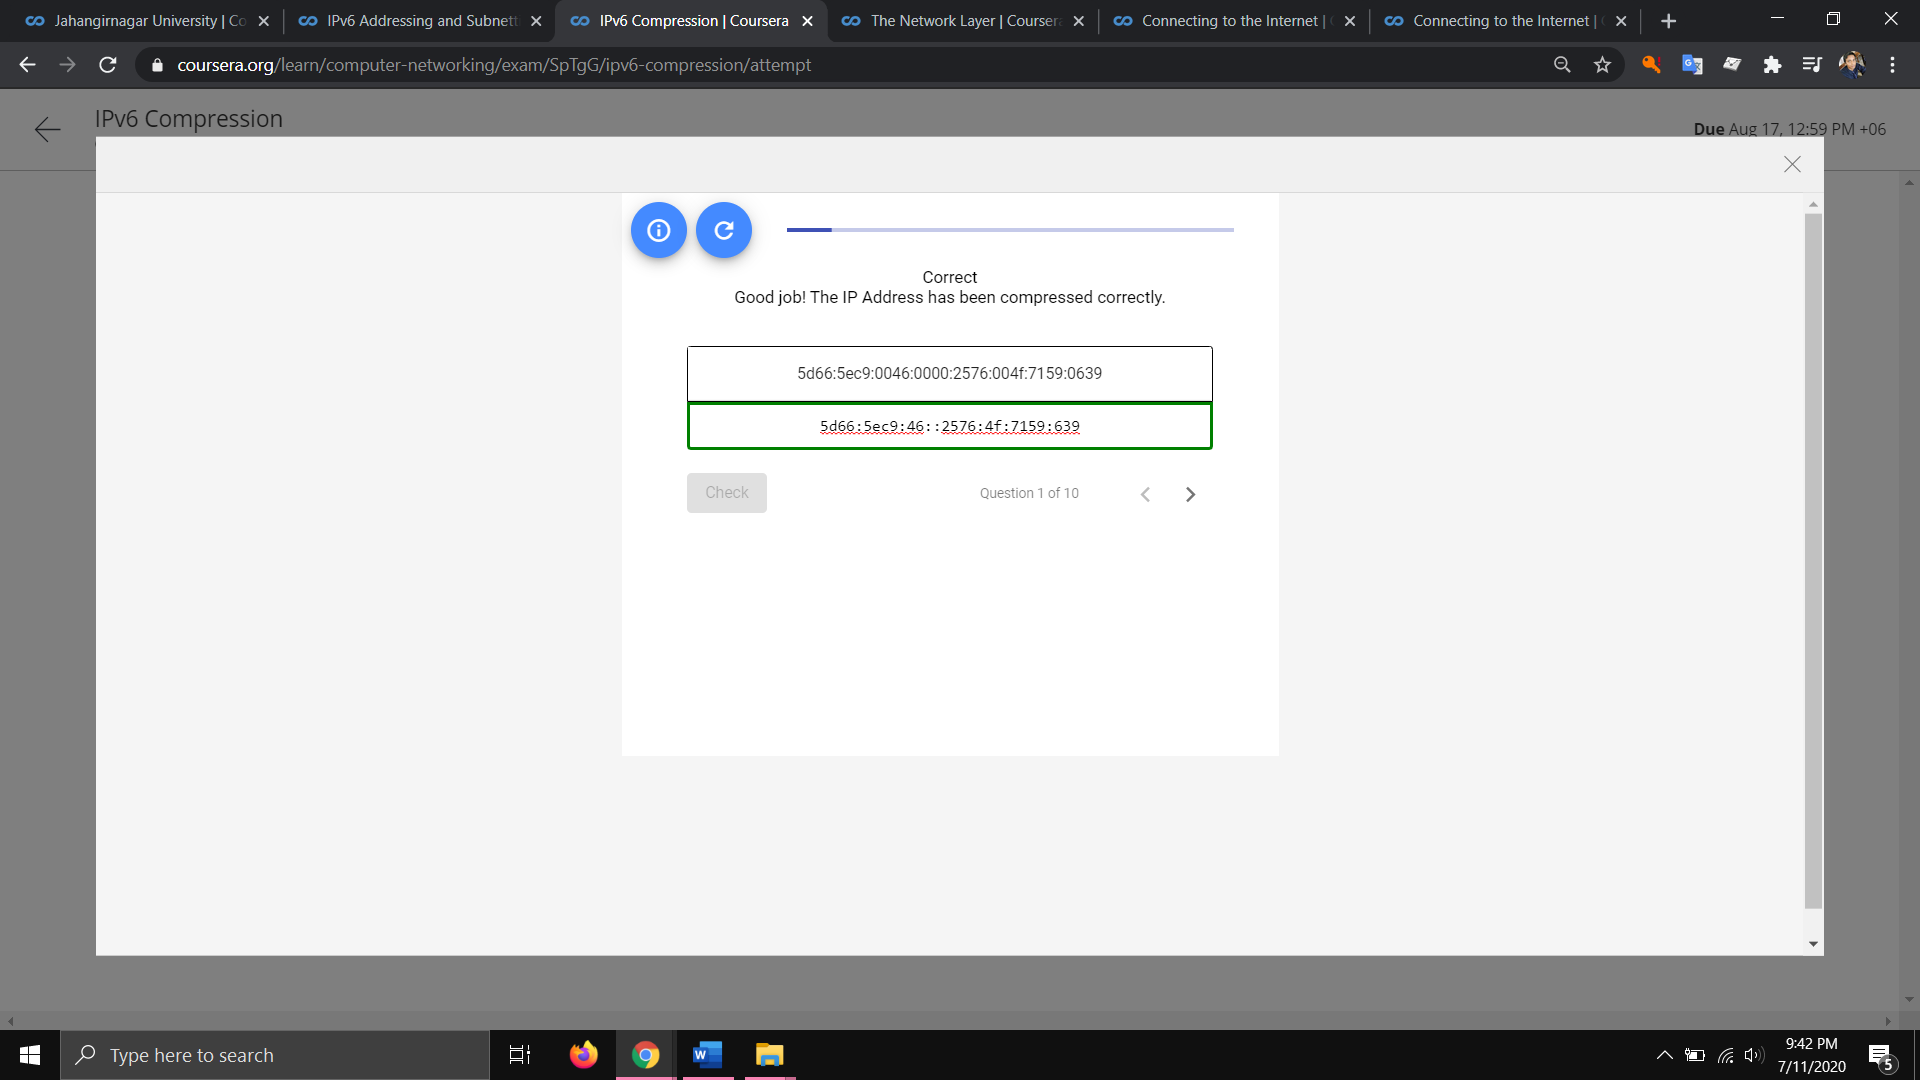 Jahangirnagar University | Co
IPv6 Addressing and Subnett
IPv6 Compression | Coursera
The Network Layer | Coursera
Connecting to the Internet |
Connecting to the Internet |
coursera.org/learn/computer-networking/exam/SpTgG/ipv6-compression/attempt
IPv6 Compression
Due Aug 17, 12:59 PM +06
Correct
Good job! The IP Address has been compressed correctly.
5d66:5ec9:0046:0000:2576:004f:7159:0639
5d66:5ec9:46::2576:4f:7159:639
Check
Question 1 of 10
Type here to search
9:42 PM
7/11/2020
5